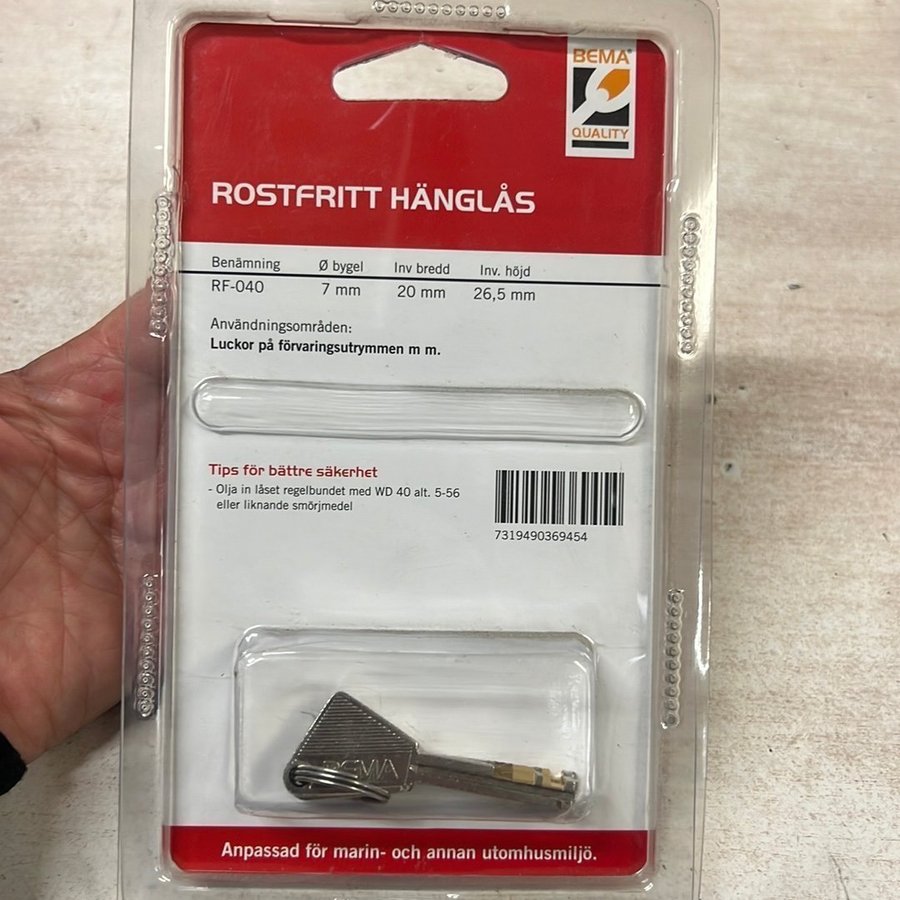 BEMA®
QUALITY
ROSTFRITT HÄNGLÅS
Benämning Ø bygel Inv bredd Inv. höjd
RF-040 7 mm 20 mm 26,5 mm
Användningsområden:
Luckor på förvaringsutrymmen m m.
Tips för bättre säkerhet
- Olja in låset regelbundet med WD 40 alt. 5-56
eller liknande smörjmedel
7319490369454
BEMA
Anpassad för marin- och annan utomhusmiljö.